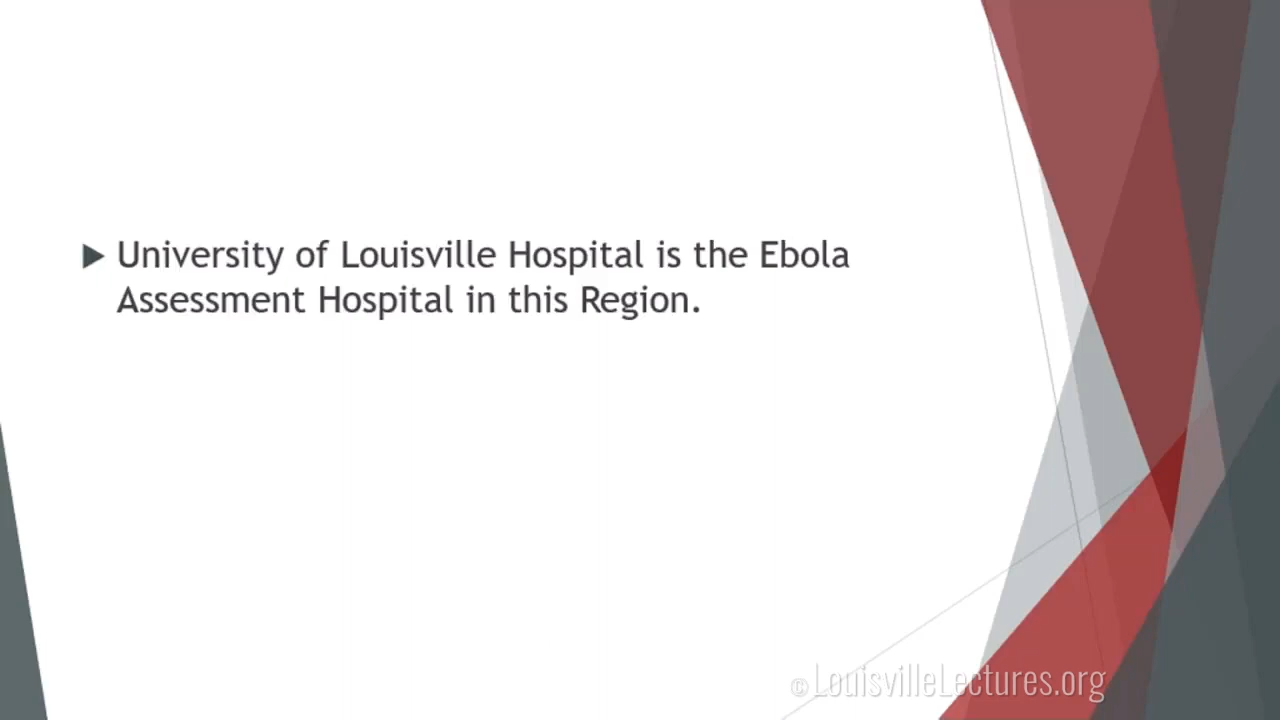 University of Louisville Hospital is the Ebola
Assessment Hospital in this Region.
© LouisvilleLectures.org